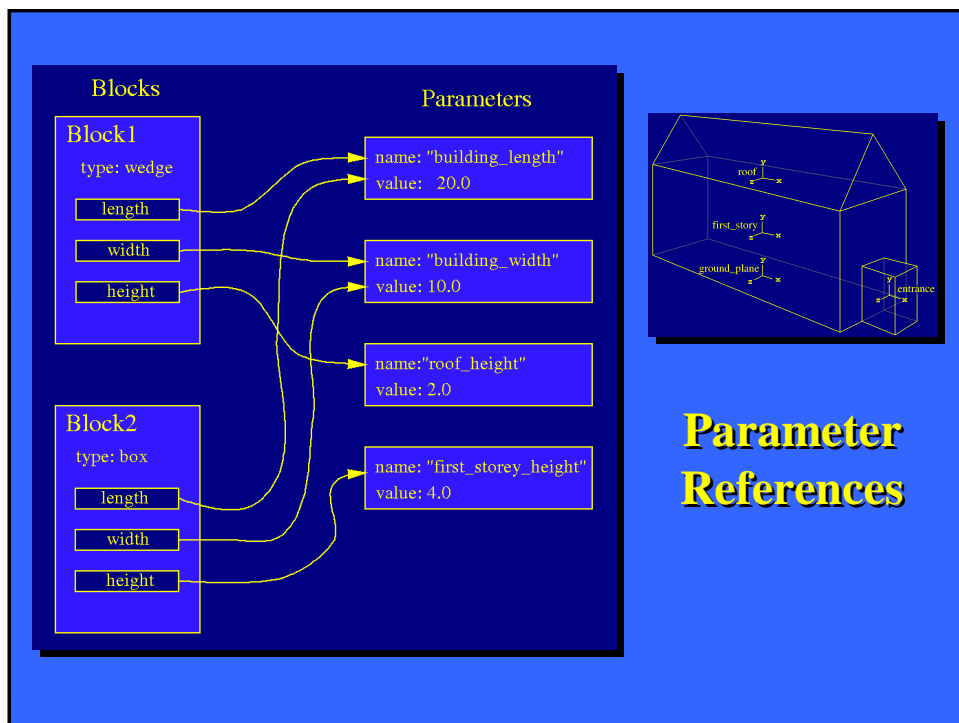 Blocks
Block1
type: wedge
length
width
height
Block2
type: box
length
width
height
Parameters
name: "building_length"
value: 20.0
name: "building_width"
value: 10.0
name:"roof_height"
value: 2.0
name: "first_storey_height"
value: 4.0
y
roof
z x
y
first_story
z x
y
ground_plane
z x
y
entrance
z x
Parameter
References